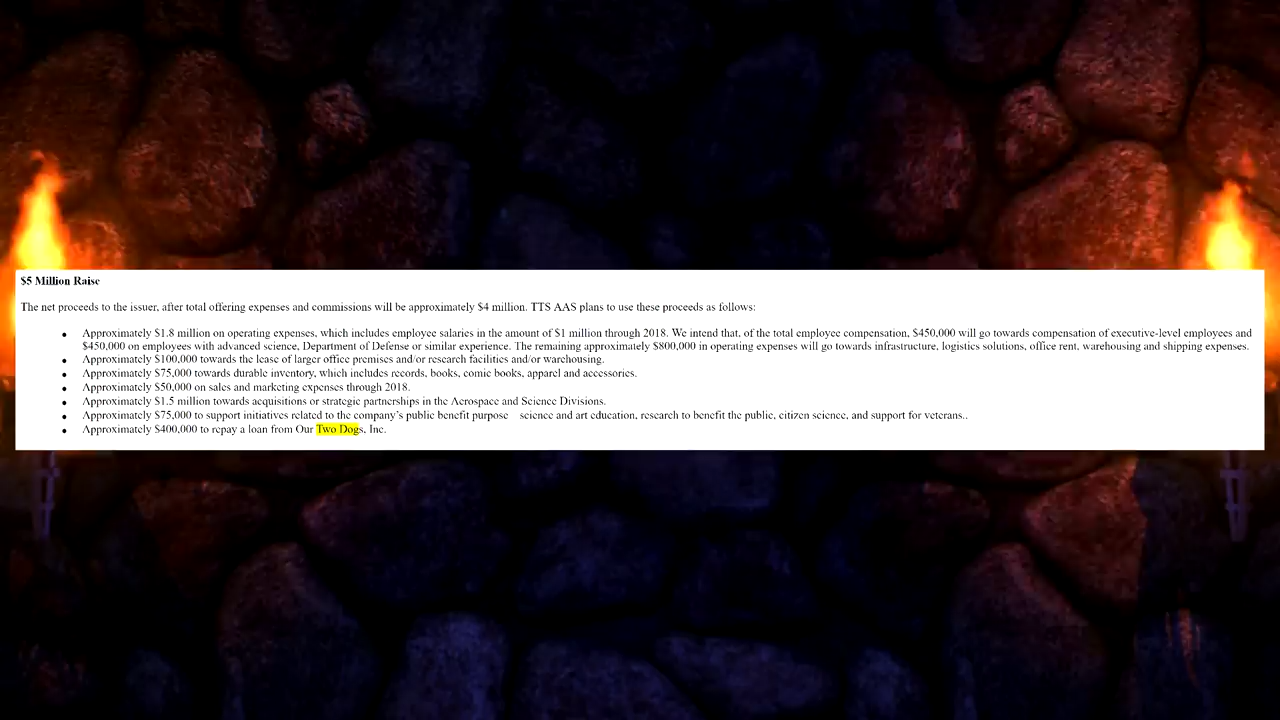 $5 Million Raise
The net proceeds to the issuer, after total offering expenses and commissions will be approximately $4 million. TTS AAS plans to use these proceeds as follows:
● Approximately $1.8 million on operating expenses, which includes employee salaries in the amount of $1 million through 2018. We intend that, of the total employee compensation, $450,000 will go towards compensation of executive-level employees and
$450,000 on employees with advanced science, Department of Defense or similar experience. The remaining approximately $800,000 in operating expenses will go towards infrastructure, logistics solutions, office rent, warehousing and shipping expenses.
● Approximately $100,000 towards the lease of larger office premises and/or research facilities and/or warehousing.
● Approximately $75,000 towards durable inventory, which includes records, books, comic books, apparel and accessories.
● Approximately $50,000 on sales and marketing expenses through 2018.
● Approximately $1.5 million towards acquisitions or strategic partnerships in the Aerospace and Science Divisions.
● Approximately $75,000 to support initiatives related to the company's public benefit purpose science and art education, research to benefit the public, citizen science, and support for veterans..
● Approximately $400,000 to repay a loan from Our Two Dogs, Inc.